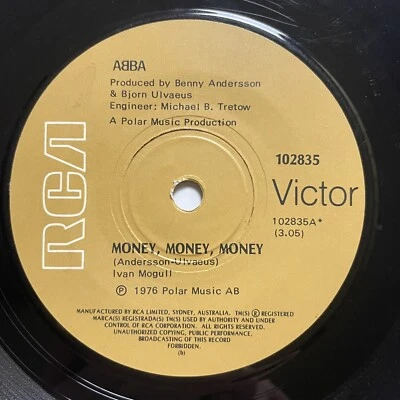 ABBA
Produced by Benny Andersson
& Bjorn Ulvaeus
Engineer: Michael B. Tretow
A Polar Music Production
RCA
102835
Victor
102835A*
(3.05)
MONEY, MONEY, MONEY
(Andersson-Ulvaeus)
Ivan Mogull
℗ 1976 Polar Music AB
MANUFACTURED BY RCA LIMITED, SYDNEY, AUSTRALIA. TM(S) ® REGISTERED
MARCA(S) REGISTRADA(S) TM(S) USED BY AUTHORITY AND UNDER
CONTROL OF RCA CORPORATION. ALL RIGHTS RESERVED.
UNAUTHORIZED COPYING, PUBLIC PERFORMANCE,
BROADCASTING OF THIS RECORD
FORBIDDEN.
(b)